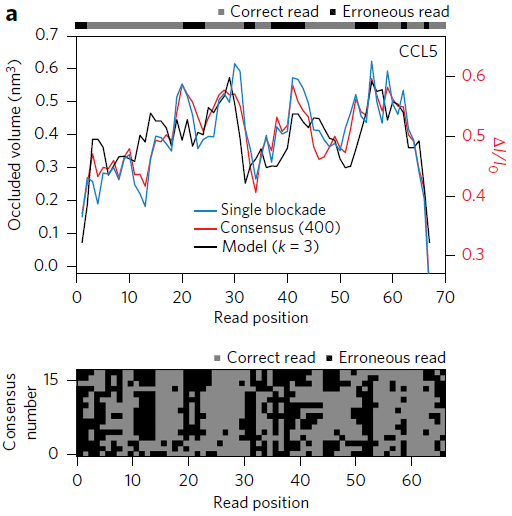 a
■ Correct read ■ Erroneous read
CCL5
0.7
0.6
0.5
0.4
0.3
0.2
0.1
0.0
Occluded volume (nm³)
0.6
0.5
0.4
0.3
ΔI/I₀
Single blockade
Consensus (400)
Model (k = 3)
0 10 20 30 40 50 60 70
Read position
■ Correct read ■ Erroneous read
15
0
Consensus
number
0 10 20 30 40 50 60
Read position